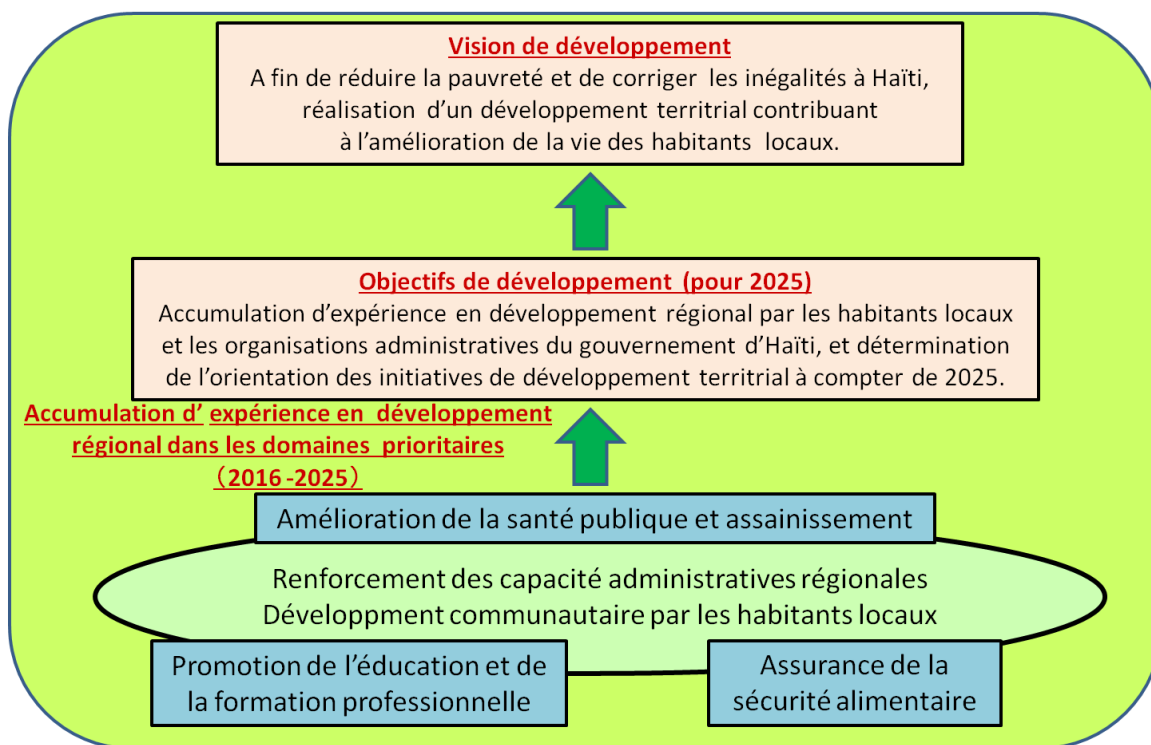 Vision de développement
A fin de réduire la pauvreté et de corriger les inégalités à Haïti,
réalisation d’un développement territrial contribuant
à l’amélioration de la vie des habitants locaux.
Objectifs de développement (pour 2025)
Accumulation d’expérience en développement régional par les habitants locaux
et les organisations administratives du gouvernement d’Haïti, et détermination
de l’orientation des initiatives de développement territrial à compter de 2025.
Accumulation d’ expérience en développement
régional dans les domaines prioritaires
（2016 -2025）
Amélioration de la santé publique et assainissement
Renforcement des capacité administratives régionales
Développment communautaire par les habitants locaux
Promotion de l’éducation et de
la formation professionnelle
Assurance de la
sécurité alimentaire